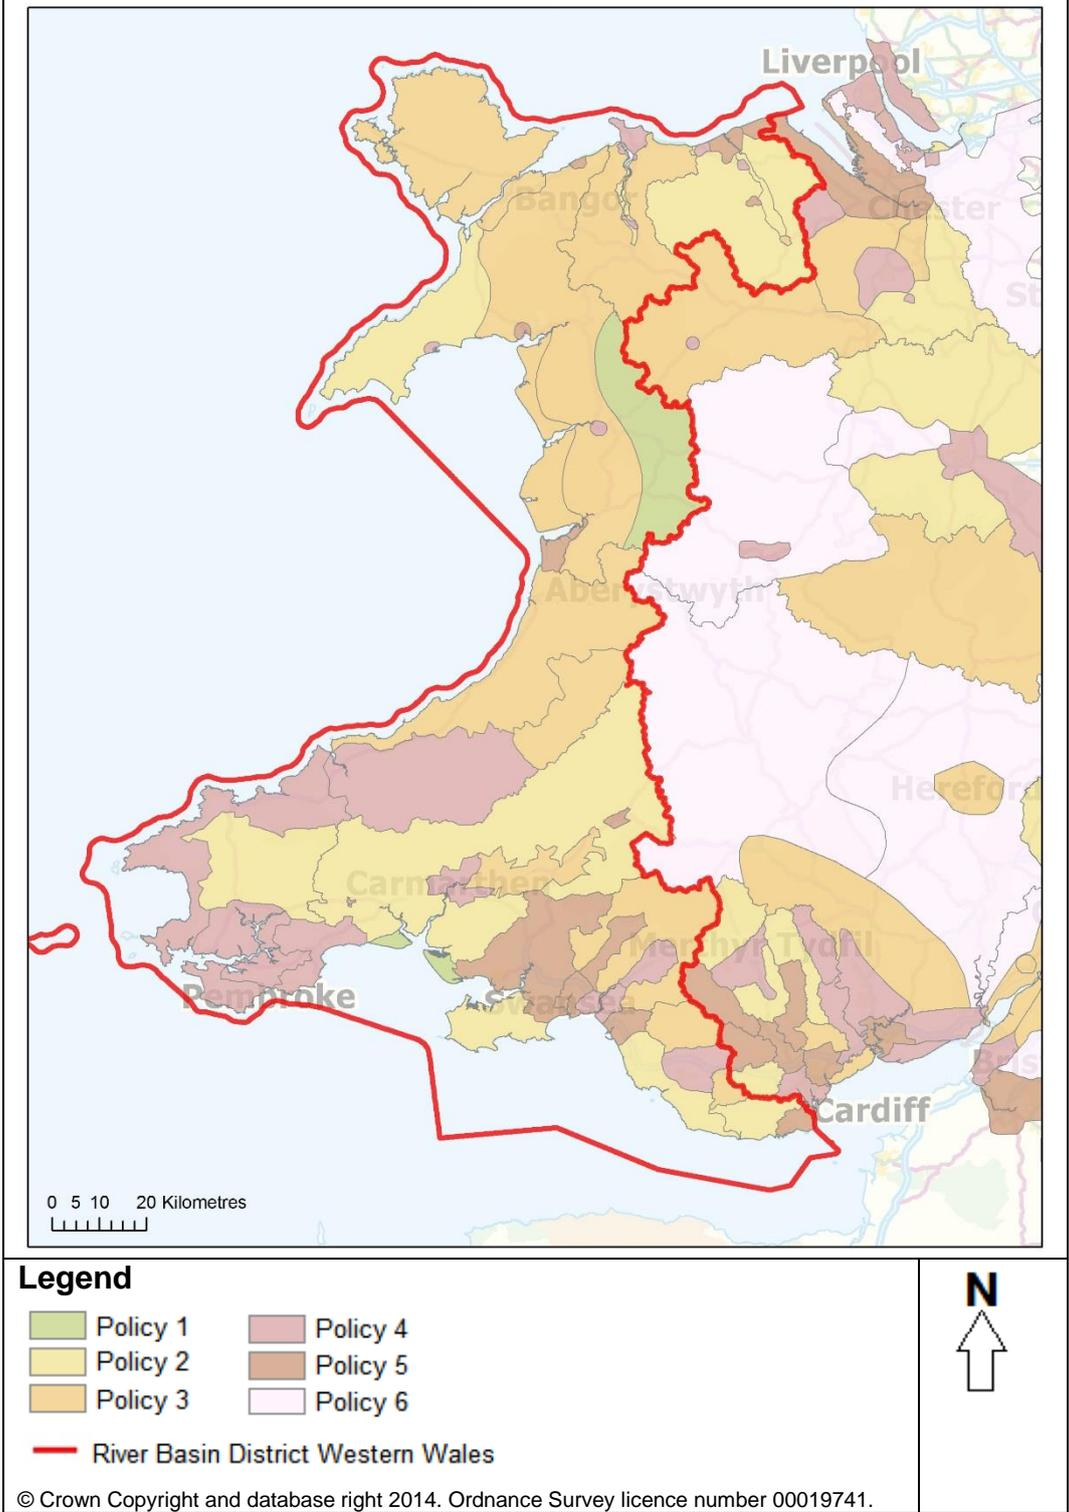 Liverpool
Bangor
Chester
St
Aberystwyth
Hereford
Carmarthen
Merthyr Tydfil
Pembroke
Swansea
Bris
Cardiff
0 5 10 20 Kilometres
Legend
Policy 1
Policy 2
Policy 3
Policy 4
Policy 5
Policy 6
River Basin District Western Wales
N
© Crown Copyright and database right 2014. Ordnance Survey licence number 00019741.